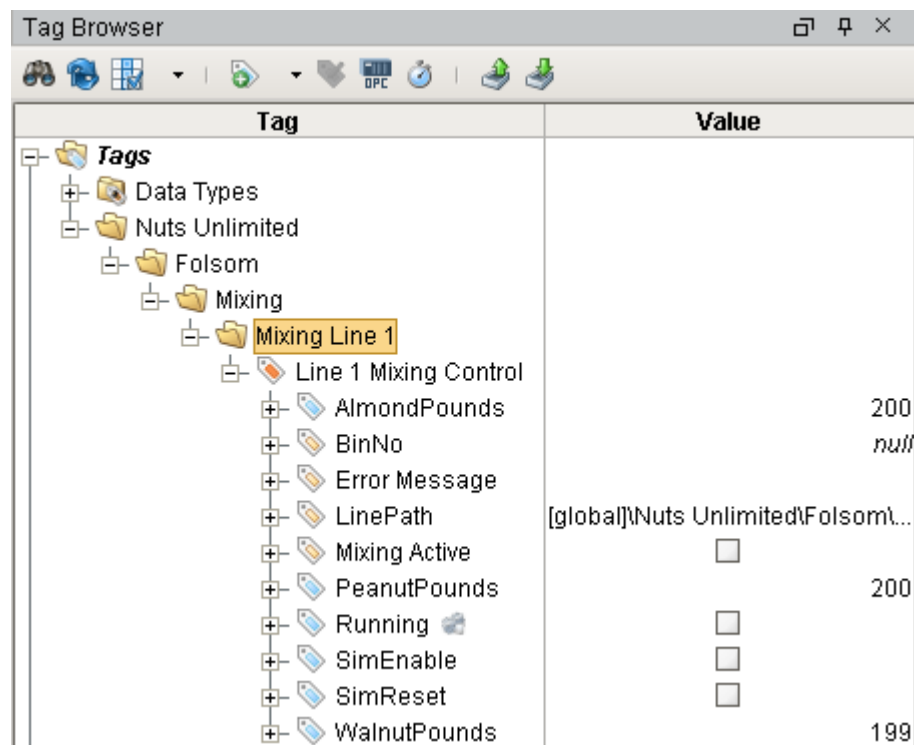 Tag Browser
OPC
Tag Value
Tags
Data Types
Nuts Unlimited
Folsom
Mixing
Mixing Line 1
Line 1 Mixing Control
AlmondPounds 200
BinNo null
Error Message
LinePath [global]\Nuts Unlimited\Folsom\...
Mixing Active
PeanutPounds 200
Running
SimEnable
SimReset
WalnutPounds 199